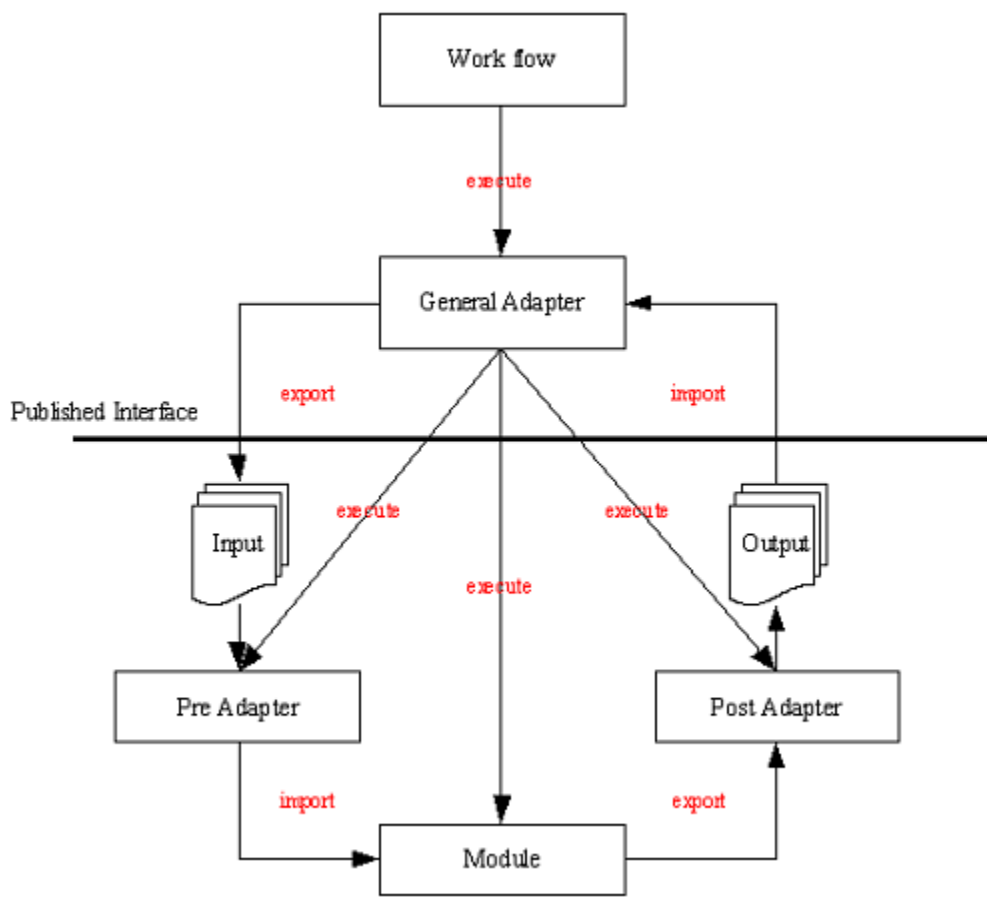 Work flow
execute
General Adapter
export
import
Published Interface
Input
execute
execute
Output
execute
Pre Adapter
Post Adapter
import
export
Module